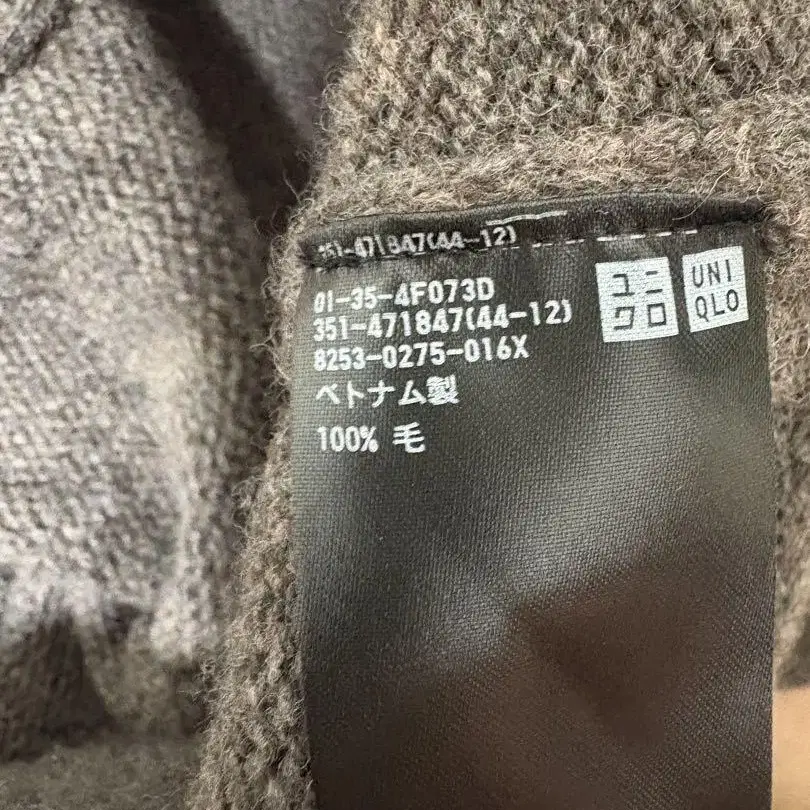 351-471847(44-12)
01-35-4F073D
351-471847(44-12)
8253-0275-016X
ベトナム製
100% 毛
ユニ
クロ
UNI
QLO